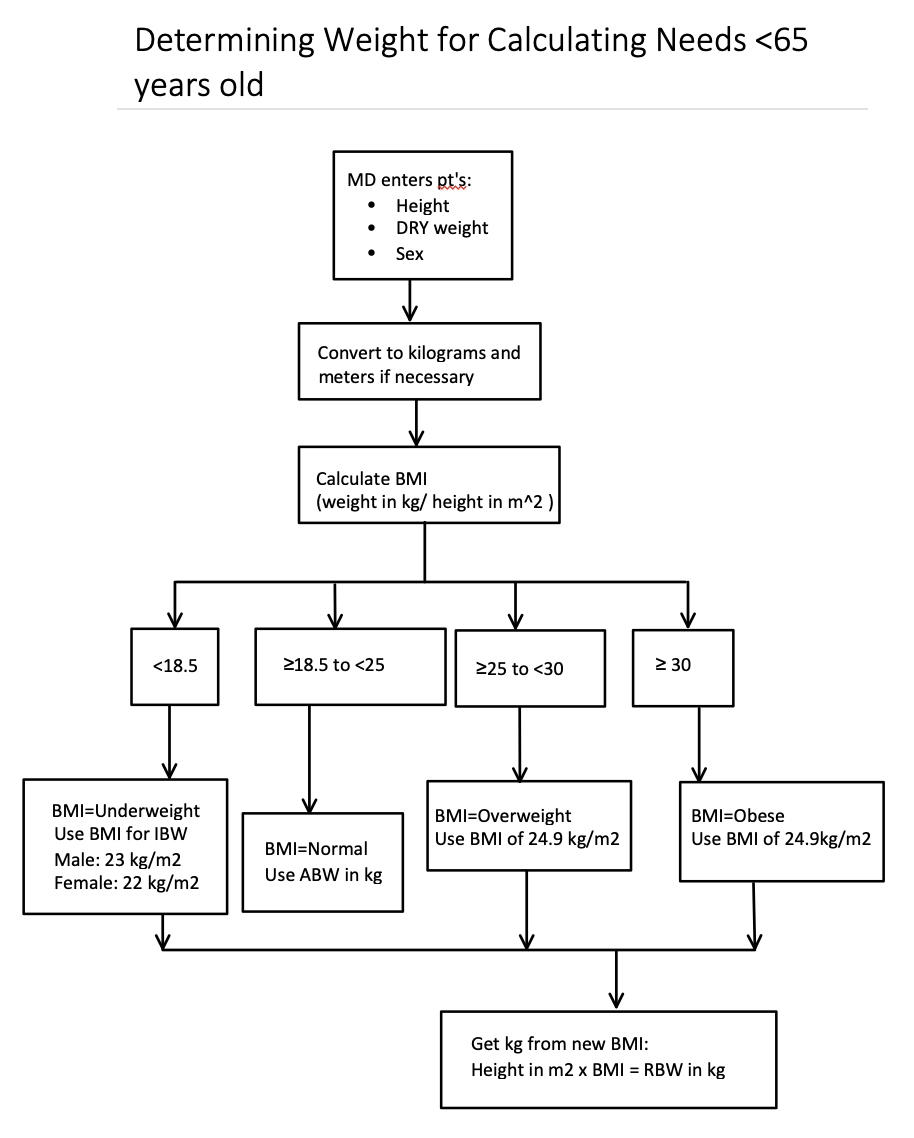 Determining Weight for Calculating Needs <65
years old
MD enters pt's:
• Height
• DRY weight
• Sex
Convert to kilograms and
meters if necessary
Calculate BMI
(weight in kg/ height in m^2 )
<18.5
≥18.5 to <25
≥25 to <30
≥ 30
BMI=Underweight
Use BMI for IBW
Male: 23 kg/m2
Female: 22 kg/m2
BMI=Normal
Use ABW in kg
BMI=Overweight
Use BMI of 24.9 kg/m2
BMI=Obese
Use BMI of 24.9kg/m2
Get kg from new BMI:
Height in m2 x BMI = RBW in kg